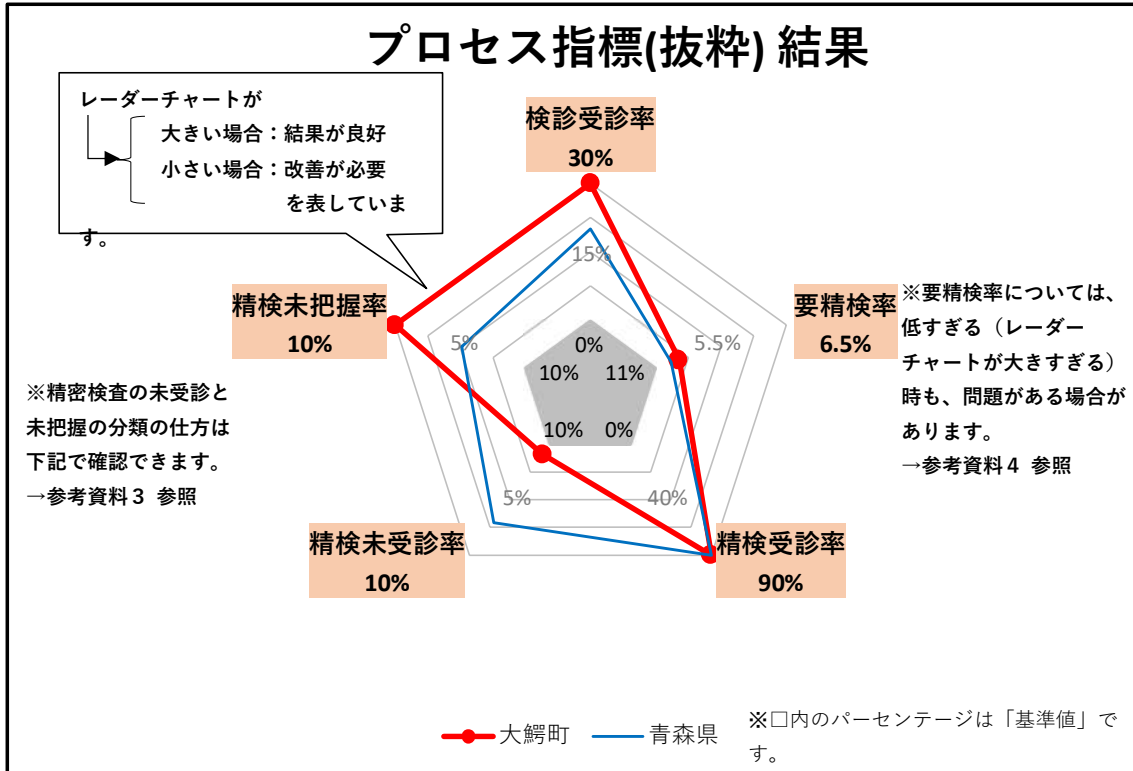 プロセス指標(抜粋) 結果
レーダーチャートが
大きい場合：結果が良好
小さい場合：改善が必要
を表していま
す。
検診受診率
30%
15%
精検未把握率
10%
5%
要精検率
6.5%
5.5%
※要精検率については、
低すぎる（レーダー
チャートが大きすぎる）
時も、問題がある場合が
あります。
→参考資料４ 参照
0%
10% 11%
10% 0%
※精密検査の未受診と
未把握の分類の仕方は
下記で確認できます。
→参考資料３ 参照
5% 40%
精検未受診率
10%
精検受診率
90%
大鰐町 青森県
※□内のパーセンテージは「基準値」で
す。